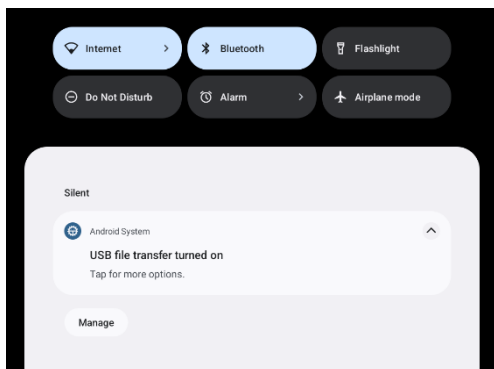 Internet
Bluetooth
Flashlight
Do Not Disturb
Alarm
Airplane mode
Silent
Android System
USB file transfer turned on
Tap for more options.
Manage